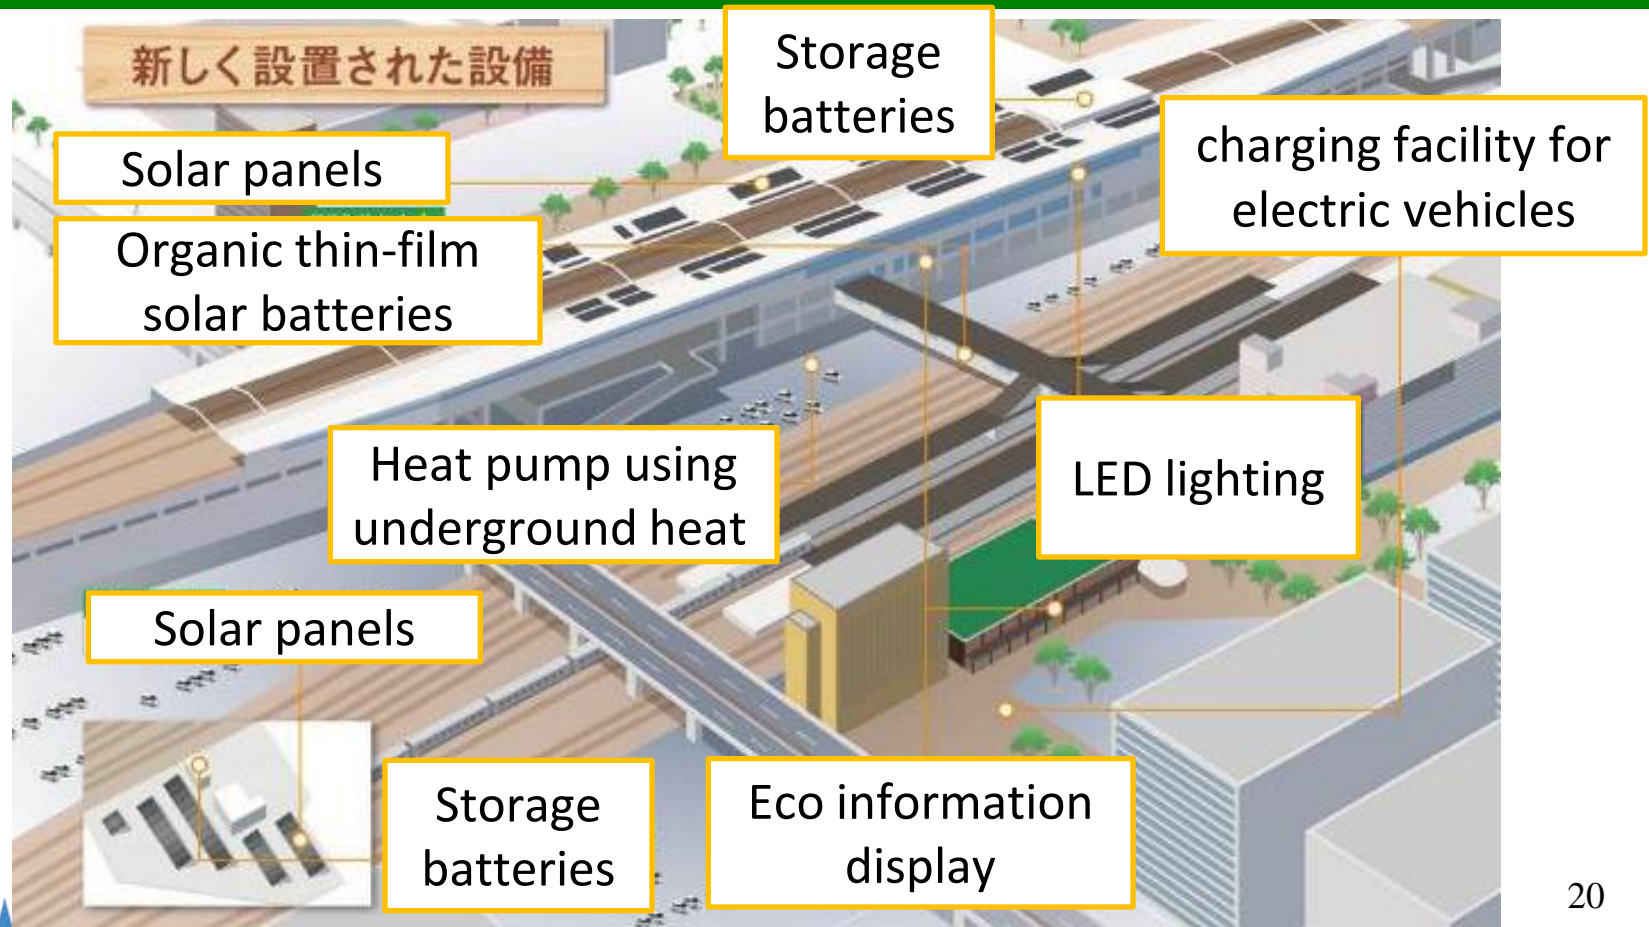 新しく設置された設備
Storage
batteries
charging facility for
electric vehicles
Solar panels
Organic thin-film
solar batteries
Heat pump using
underground heat
LED lighting
Solar panels
Storage
batteries
Eco information
display
20